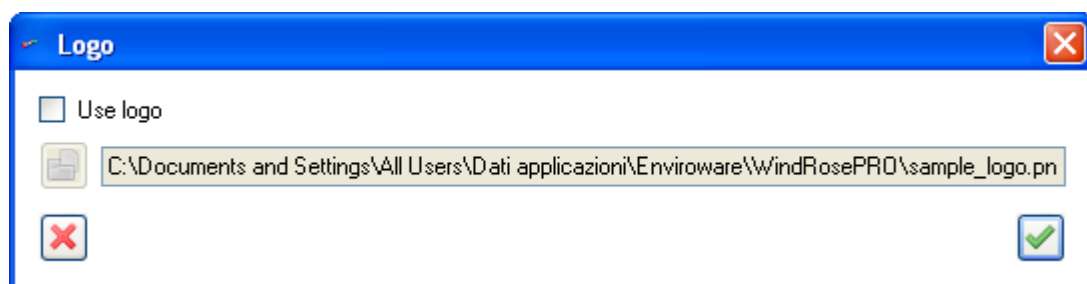 Logo
Use logo
C:\Documents and Settings\All Users\Dati applicazioni\Enviroware\WindRosePRO\sample_logo.pn